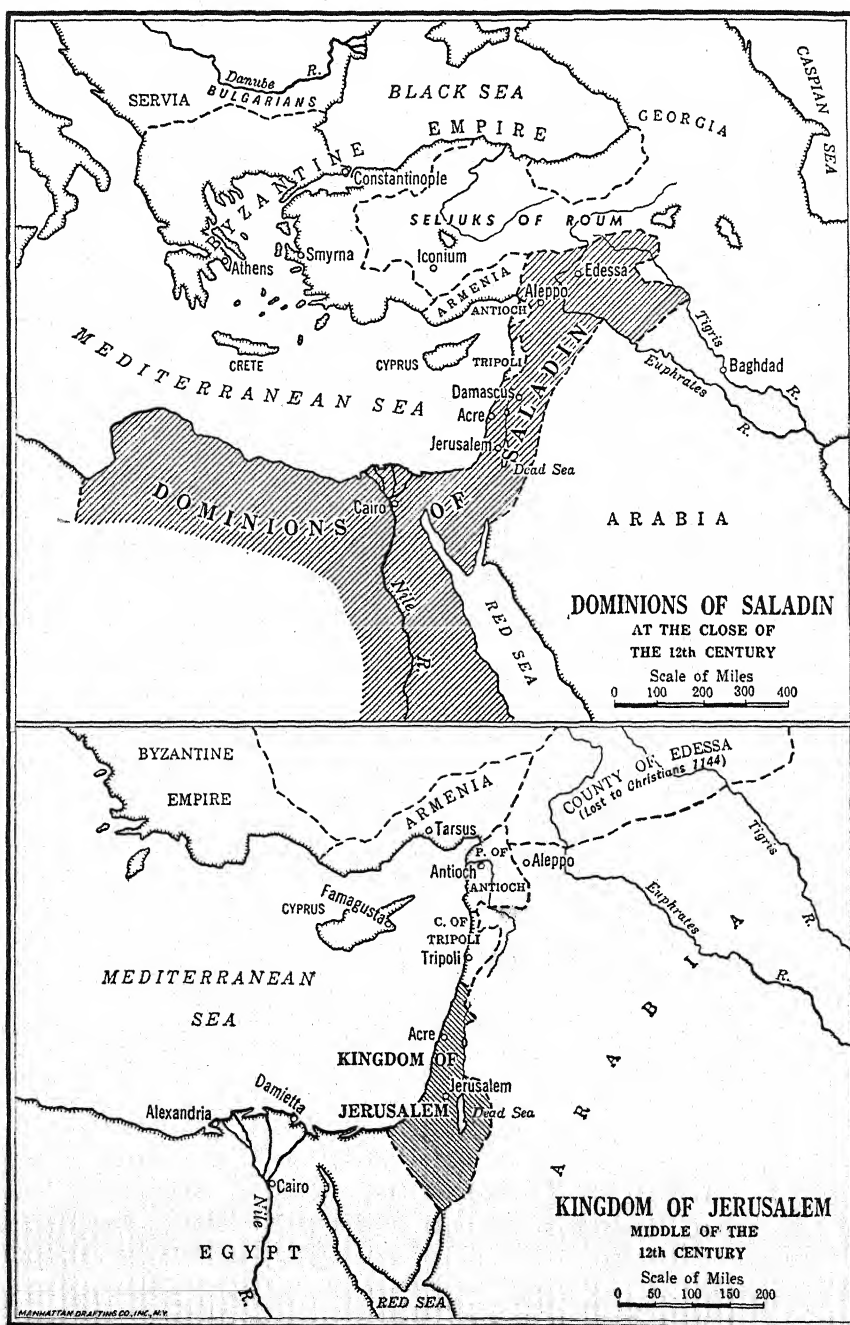 Danube R.
SERVIA
BULGARIANS
BLACK SEA
CASPIAN SEA
GEORGIA
BYZANTINE EMPIRE
Constantinople
SELJUKS OF ROUM
Athens
Smyrna
Iconium
ARMENIA
Edessa
Aleppo
ANTIOCH
CRETE
CYPRUS
TRIPOLI
Tigris R.
Baghdad
Euphrates R.
MEDITERRANEAN SEA
Damascus
Acre
Jerusalem
Dead Sea
DOMINIONS OF SALADIN
Cairo
Nile R.
RED SEA
ARABIA
DOMINIONS OF SALADIN
AT THE CLOSE OF
THE 12th CENTURY
Scale of Miles
0 100 200 300 400
BYZANTINE
EMPIRE
ARMENIA
COUNTY OF EDESSA
(Lost to Christians 1144)
Tarsus
P. OF
Antioch
ANTIOCH
Aleppo
Tigris R.
Euphrates R.
Famagusta
CYPRUS
C. OF
TRIPOLI
Tripoli
MEDITERRANEAN
SEA
ARABIA
Acre
KINGDOM OF
Jerusalem
JERUSALEM
Dead Sea
Damietta
Alexandria
Cairo
Nile R.
EGYPT
RED SEA
KINGDOM OF JERUSALEM
MIDDLE OF THE
12th CENTURY
Scale of Miles
0 50 100 150 200
MANHATTAN DRAFTING CO., INC., N.Y.